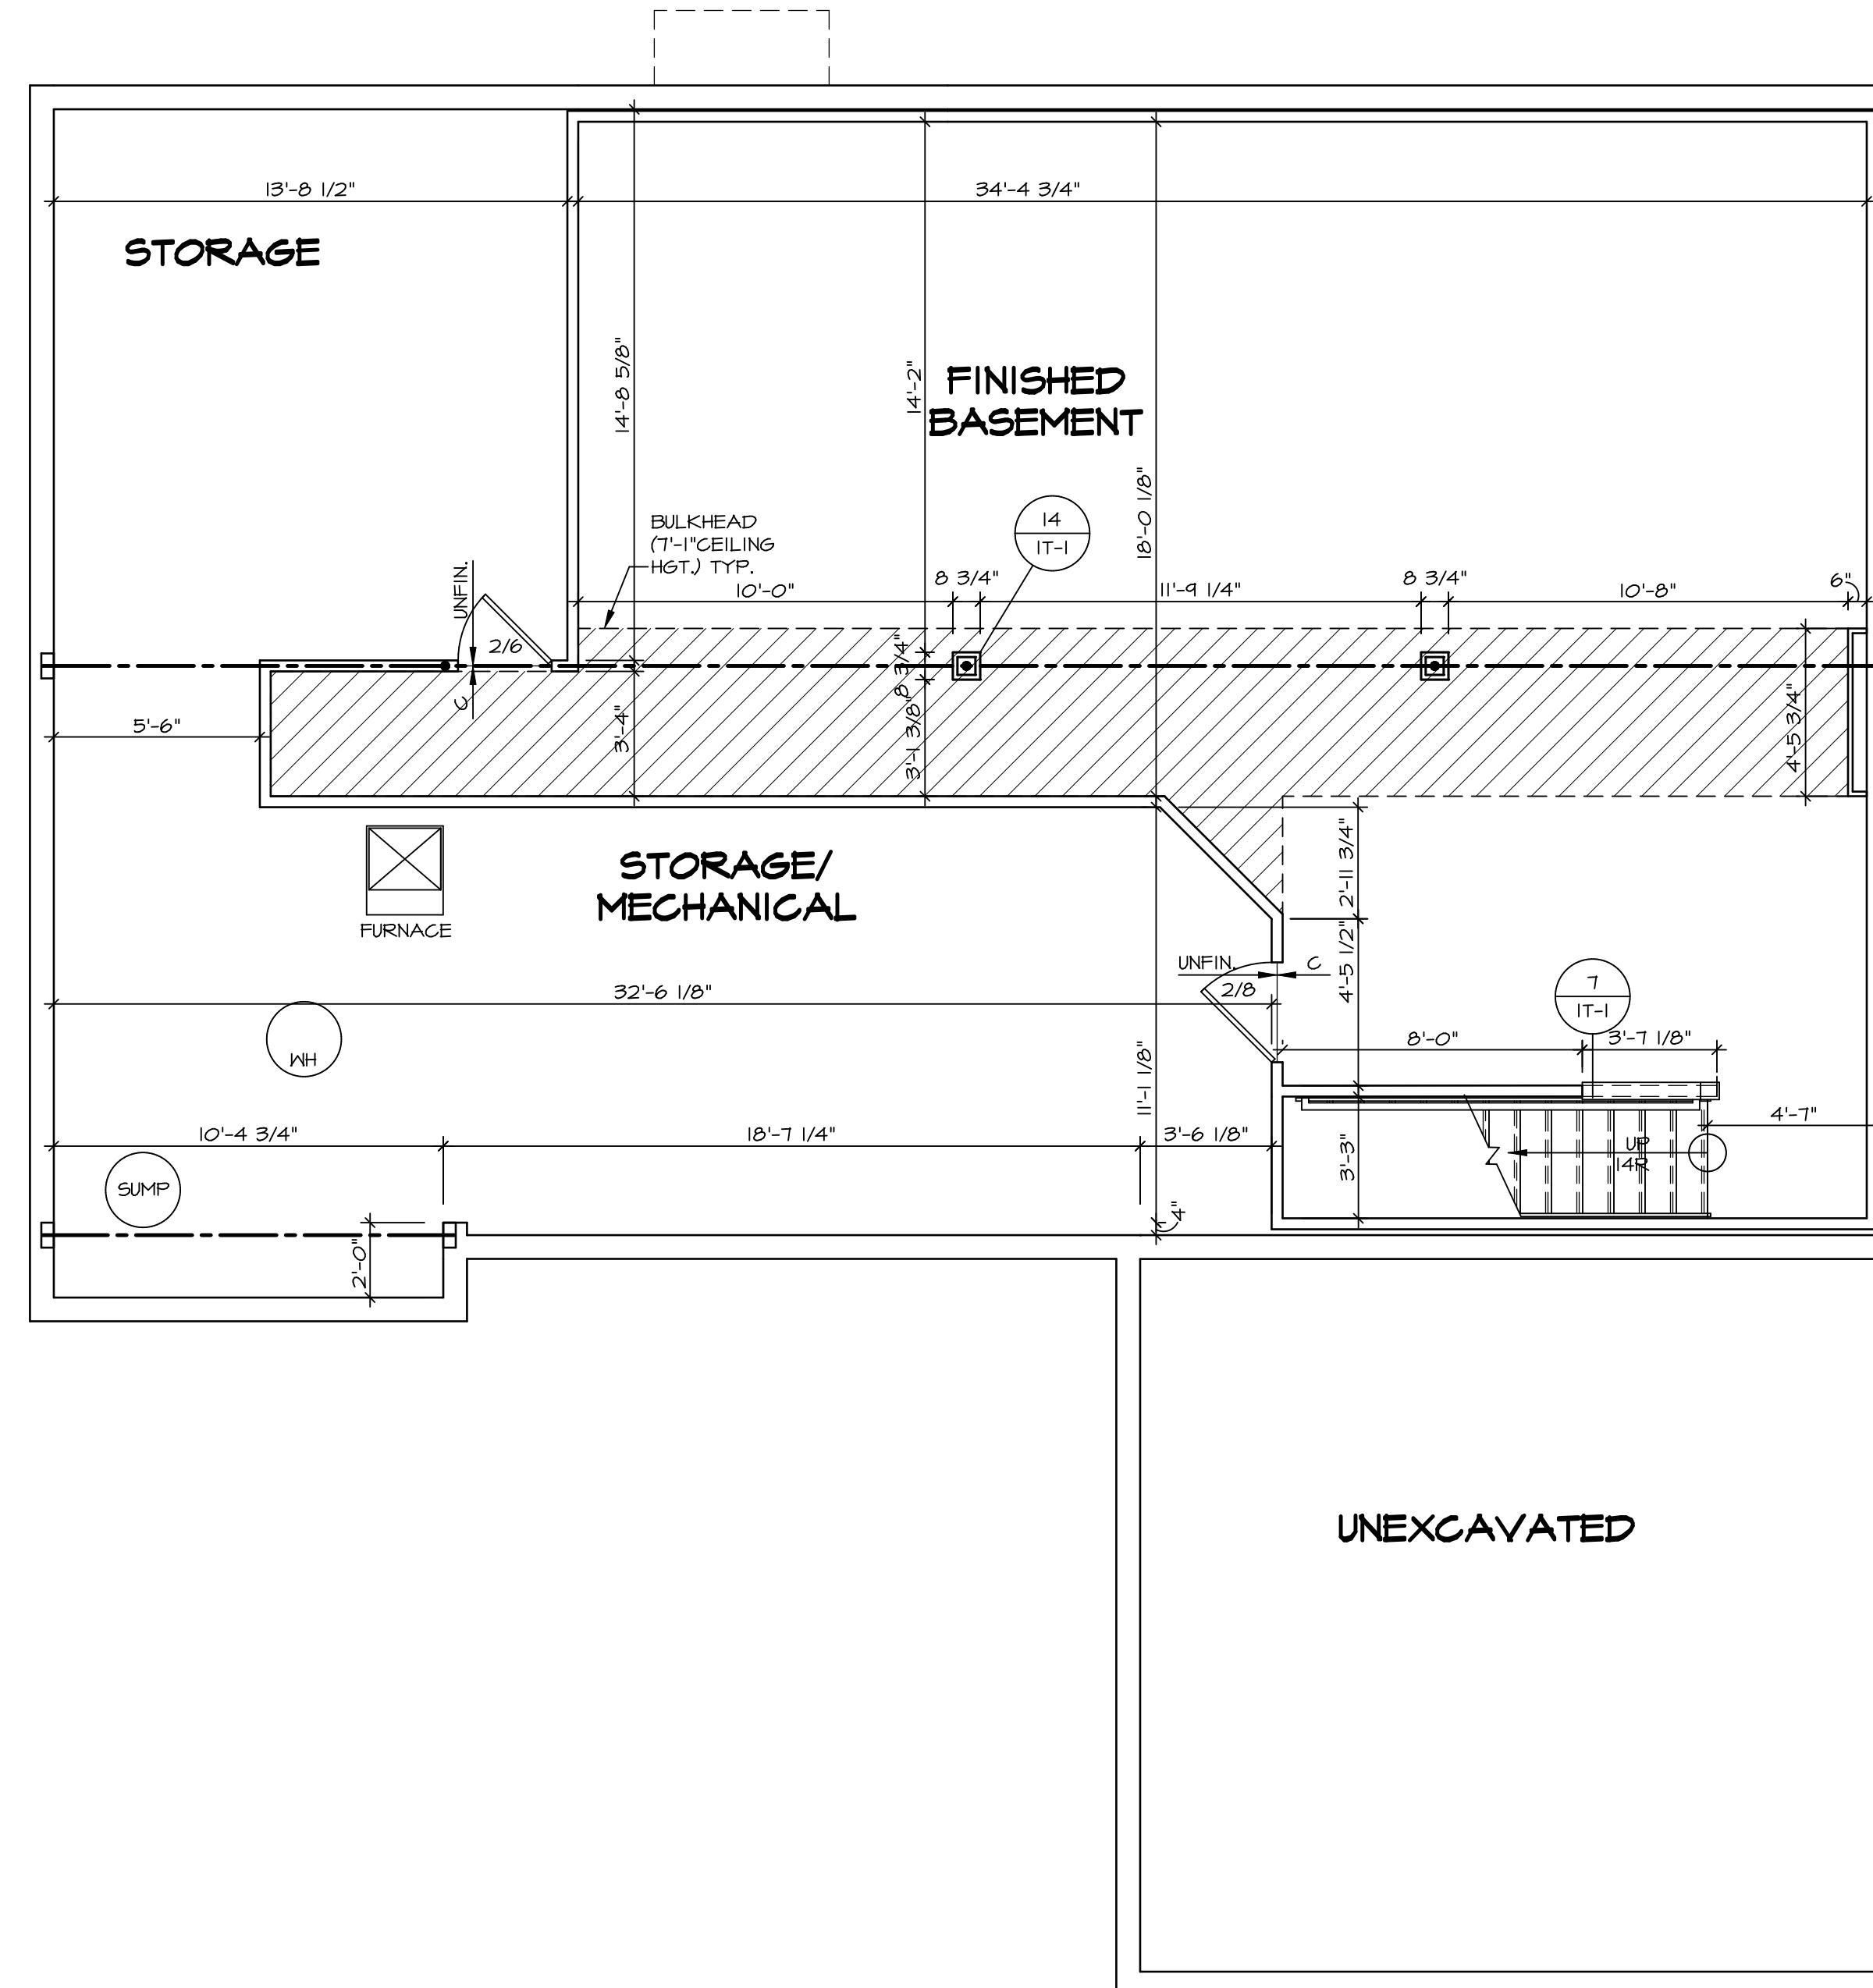 13'-8 1/2"
34'-4 3/4"
STORAGE
14'-8 5/8"
14'-2"
FINISHED
BASEMENT
18'-0 1/8"
BULKHEAD
(7'-1"CEILING
HGT.) TYP.
14
1T-1
UNFIN.
2/6
C
10'-0"
8 3/4"
11'-9 1/4"
8 3/4"
10'-8"
6"
8 3/4"
5'-6"
3'-4"
3'-1 3/8"
4'-5 3/4"
FURNACE
STORAGE/
MECHANICAL
2'-11 3/4"
4'-5 1/2"
UNFIN.
C
2/8
32'-6 1/8"
7
1T-1
WH
8'-0"
3'-7 1/8"
11'-1 1/8"
10'-4 3/4"
18'-7 1/4"
3'-6 1/8"
4'-7"
3'-3"
UP
14R
SUMP
4"
2'-0"
UNEXCAVATED